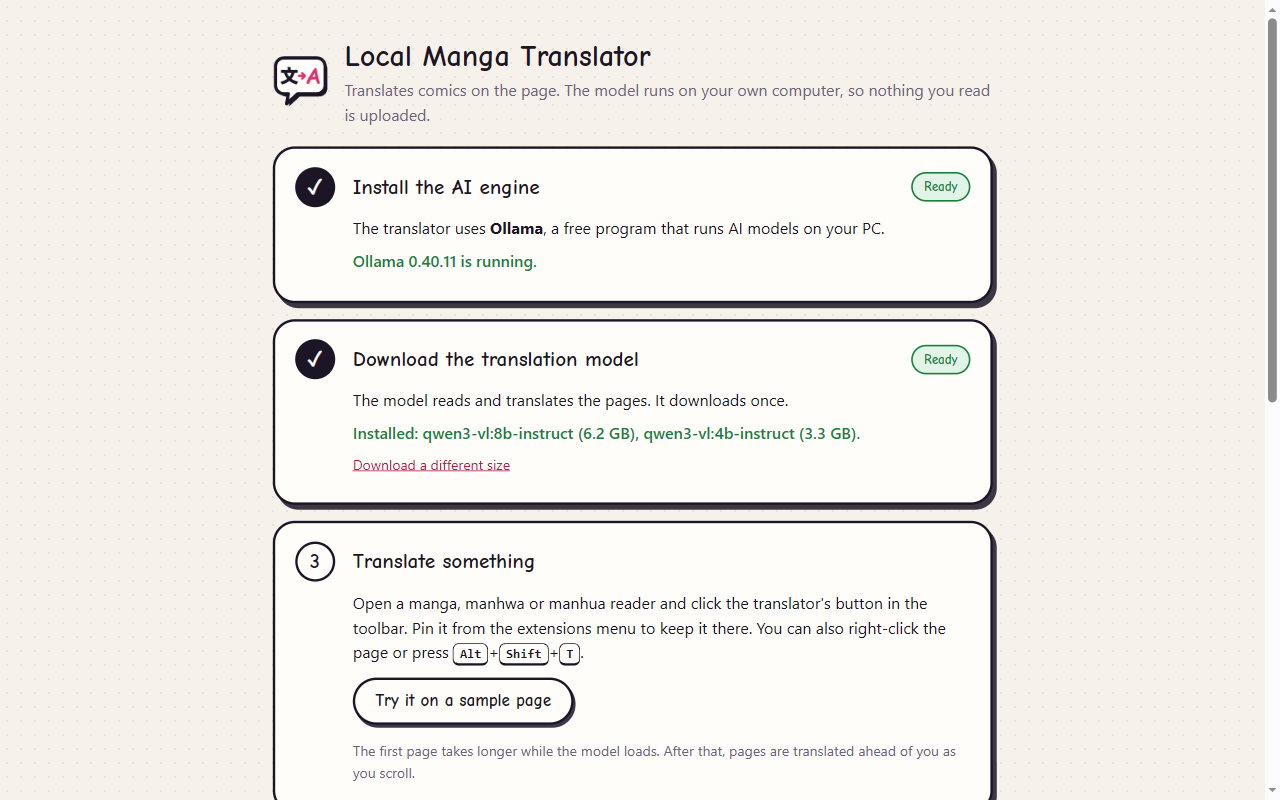 文→A
Local Manga Translator
Translates comics on the page. The model runs on your own computer, so nothing you read
is uploaded.
✓ Install the AI engine Ready
The translator uses Ollama, a free program that runs AI models on your PC.
Ollama 0.40.11 is running.
✓ Download the translation model Ready
The model reads and translates the pages. It downloads once.
Installed: qwen3-vl:8b-instruct (6.2 GB), qwen3-vl:4b-instruct (3.3 GB).
Download a different size
3 Translate something
Open a manga, manhwa or manhua reader and click the translator's button in the
toolbar. Pin it from the extensions menu to keep it there. You can also right-click the
page or press Alt+Shift+T.
Try it on a sample page
The first page takes longer while the model loads. After that, pages are translated ahead of you as
you scroll.